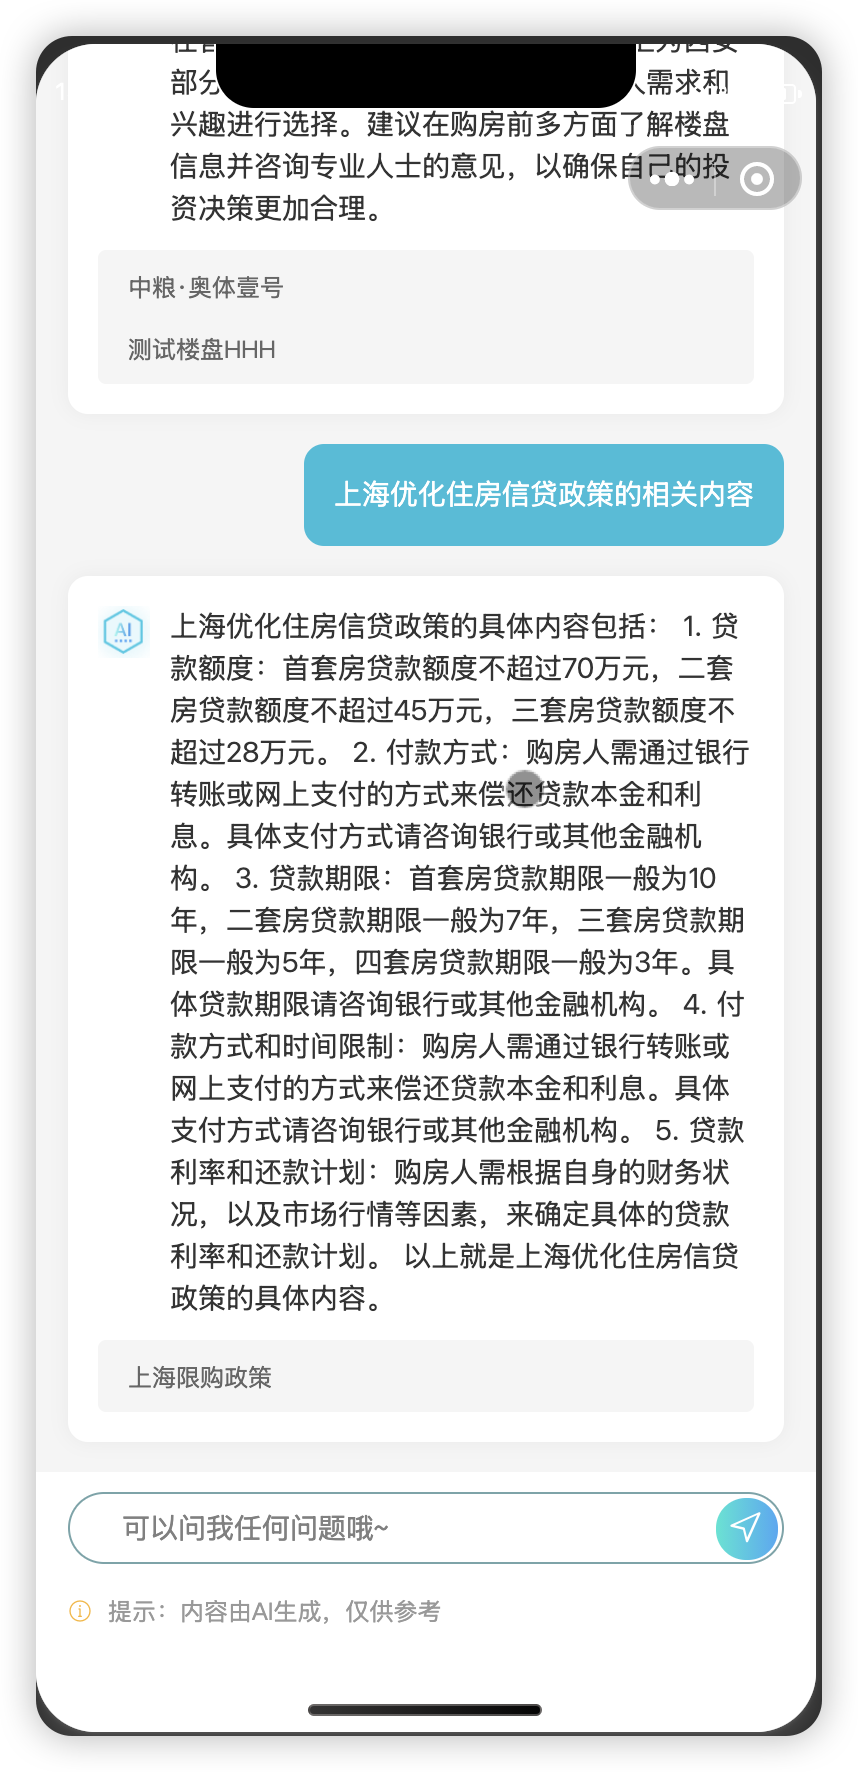 部分
需求和
兴趣进行选择。建议在购房前多方面了解楼盘
信息并咨询专业人士的意见，以确保自己的投
资决策更加合理。
中粮·奥体壹号
测试楼盘HHH
上海优化住房信贷政策的相关内容
AI
上海优化住房信贷政策的具体内容包括： 1. 贷
款额度：首套房贷款额度不超过70万元，二套
房贷款额度不超过45万元，三套房贷款额度不
超过28万元。 2. 付款方式：购房人需通过银行
转账或网上支付的方式来偿还贷款本金和利
息。具体支付方式请咨询银行或其他金融机
构。 3. 贷款期限：首套房贷款期限一般为10
年，二套房贷款期限一般为7年，三套房贷款期
限一般为5年，四套房贷款期限一般为3年。具
体贷款期限请咨询银行或其他金融机构。 4. 付
款方式和时间限制：购房人需通过银行转账或
网上支付的方式来偿还贷款本金和利息。具体
支付方式请咨询银行或其他金融机构。 5. 贷款
利率和还款计划：购房人需根据自身的财务状
况，以及市场行情等因素，来确定具体的贷款
利率和还款计划。 以上就是上海优化住房信贷
政策的具体内容。
上海限购政策
可以问我任何问题哦~
提示：内容由AI生成，仅供参考